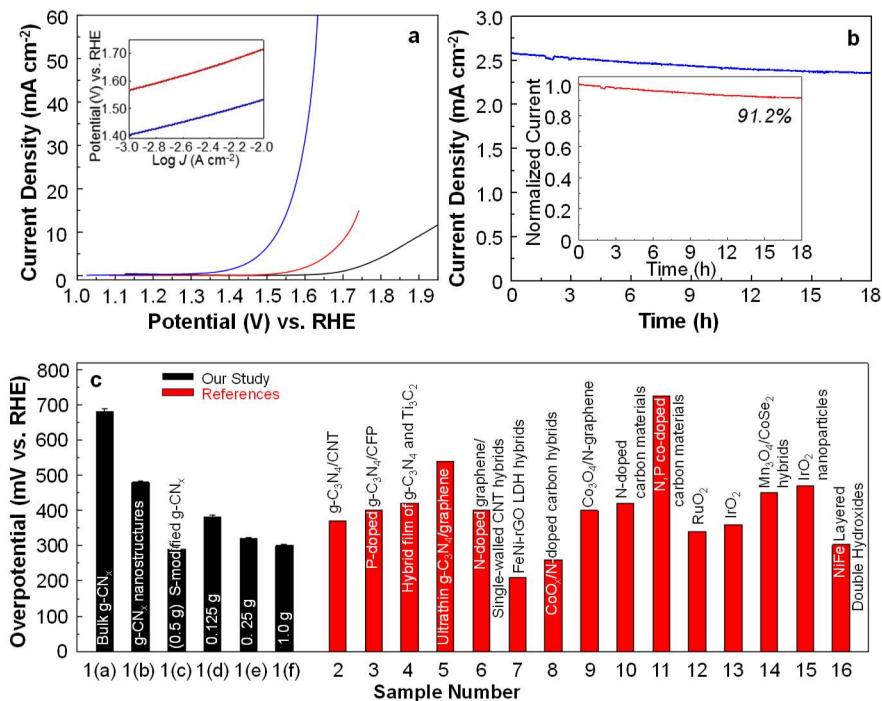 a
Current Density (mA cm-2)
60
50
40
30
20
10
0
1.0 1.1 1.2 1.3 1.4 1.5 1.6 1.7 1.8 1.9
Potential (V) vs. RHE
Potential (V) vs. RHE
1.70
1.60
1.50
1.40
-3.0 -2.8 -2.6 -2.4 -2.2 -2.0
Log J (A cm-2)
b
Current Density (mA cm-2)
3.0
2.5
2.0
1.5
1.0
0.5
0.0
0 3 6 9 12 15 18
Time (h)
Normalized Current
1.0
0.8
0.6
0.4
0.2
0
91.2%
0 3 6 9 12 15 18
Time (h)
c
Our Study
References
Overpotential (mV vs. RHE)
800
700
600
500
400
300
200
100
0
Bulk g-CNx
g-CNx nanostructures
(0.5 g) S-modified g-CNx
0.125 g
0. 25 g
1.0 g
g-C3N4/CNT
P-doped g-C3N4/CFP
Hybrid film of g-C3N4 and Ti3C2
Ultrathin g-C3N4/graphene
N-doped graphene/
Single-walled CNT hybrids
FeNi-rGO LDH hybrids
CoOx/N-doped carbon hybrids
Co3O4/N-graphene
N-doped
carbon materials
N,P co-doped
carbon materials
RuO2
IrO2
Mn3O4/CoSe2
hybrids
IrO2
nanoparticles
NiFe Layered
Double Hydroxides
1(a) 1(b) 1(c) 1(d) 1(e) 1(f) 2 3 4 5 6 7 8 9 10 11 12 13 14 15 16
Sample Number